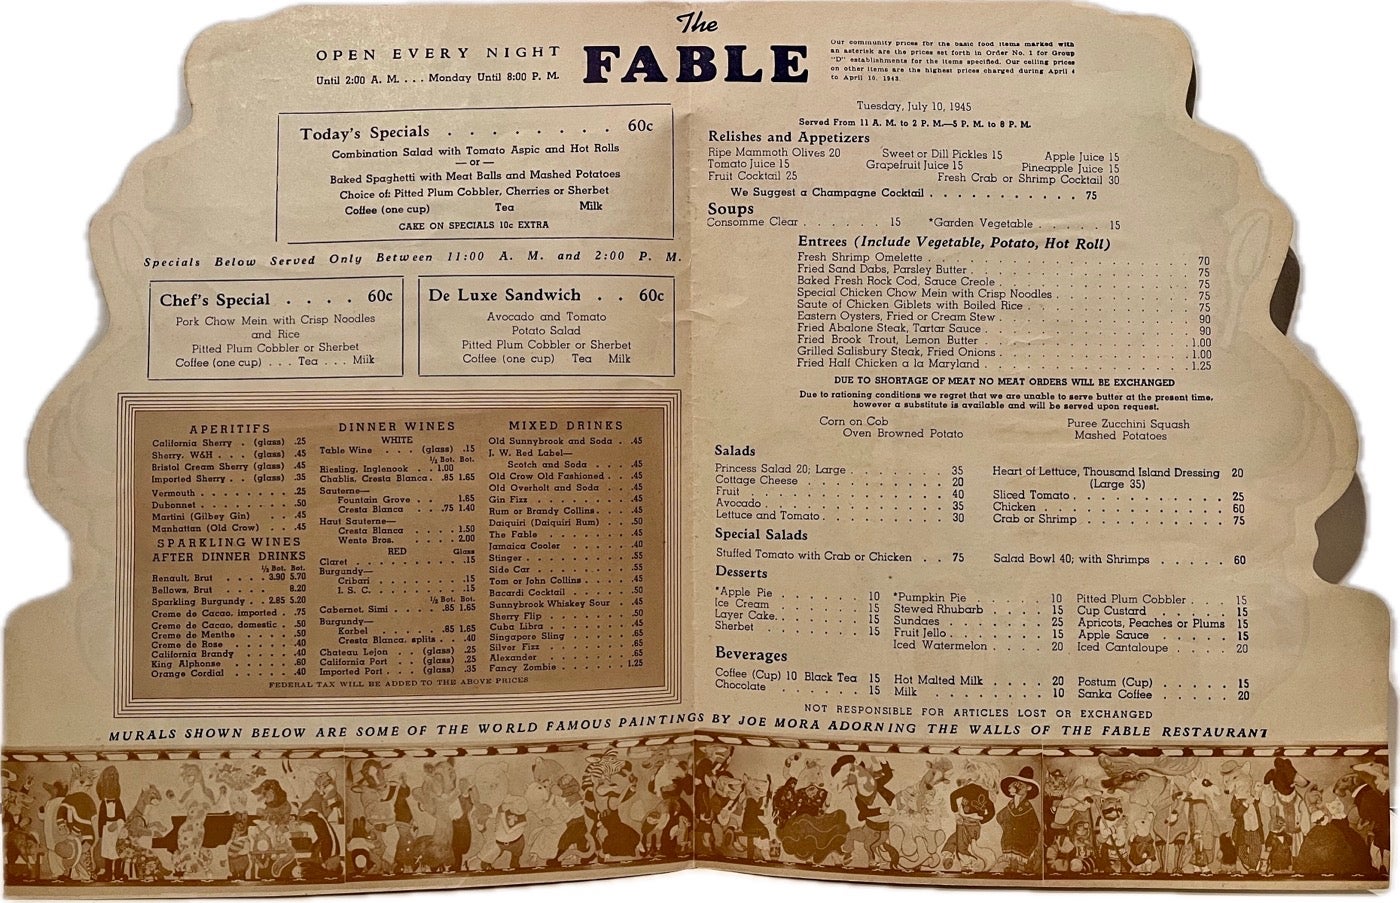 The
FABLE
OPEN EVERY NIGHT
Until 2:00 A. M. . . . Monday Until 8:00 P. M.
Our community prices for the basic food items marked with
an asterisk are the prices set forth in Order No. 1 for Group
"D" establishments for the items specified. Our ceiling prices
on other items are the highest prices charged during April 4
to April 10, 1943.
Today's Specials . . . . . . . . 60c
Combination Salad with Tomato Aspic and Hot Rolls
— or —
Baked Spaghetti with Meat Balls and Mashed Potatoes
Choice of: Pitted Plum Cobbler, Cherries or Sherbet
Coffee (one cup) Tea Milk
CAKE ON SPECIALS 10c EXTRA
Specials Below Served Only Between 11:00 A. M. and 2:00 P. M.
Chef's Special . . . . 60c
Pork Chow Mein with Crisp Noodles
and Rice
Pitted Plum Cobbler or Sherbet
Coffee (one cup) . . . Tea . . . Milk
De Luxe Sandwich . . 60c
Avocado and Tomato
Potato Salad
Pitted Plum Cobbler or Sherbet
Coffee (one cup) Tea Milk
APERITIFS
California Sherry . (glass) .25
Sherry, W&H . . . (glass) .45
Bristol Cream Sherry (glass) .45
Imported Sherry . . (glass) .35
Vermouth . . . . . . . . .25
Dubonnet . . . . . . . . .50
Martini (Gilbey Gin) . . .45
Manhattan (Old Crow) . .45
SPARKLING WINES
AFTER DINNER DRINKS
½ Bot. Bot.
Renault, Brut . . . . 3.90 5.70
Bellows, Brut 8.20
Sparkling Burgundy . . 2.85 5.20
Creme de Cacao, imported . .75
Creme de Cacao, domestic . .50
Creme de Menthe . . . . . .50
Creme de Rose . . . . . . .40
California Brandy . . . . . .40
King Alphonse . . . . . . .60
Orange Cordial . . . . . . .40
DINNER WINES
WHITE
Table Wine . . . (glass) .15
½ Bot. Bot.
Riesling, Inglenook . . 1.00
Chablis, Cresta Blanca. .85 1.65
Sauterne—
Fountain Grove . . . 1.65
Cresta Blanca . . .75 1.40
Haut Sauterne—
Cresta Blanca . . . . 1.50
Wente Bros. . . . . . 2.00
RED Glass
Claret . . . . . . . . .15
Burgundy—
Cribari . . . . . . . .15
I. S. C. . . . . . . . .15
½ Bot. Bot.
Cabernet, Simi . . . .85 1.65
Burgundy—
Korbel . . . . . . .85 1.65
Cresta Blanca, splits . . .40
Chateau Lejon . (glass) .25
California Port . . (glass) .25
Imported Port . . . (glass) .35
MIXED DRINKS
Old Sunnybrook and Soda . .45
J. W. Red Label—
Scotch and Soda . . . .45
Old Crow Old Fashioned . . .45
Old Overholt and Soda . . .45
Gin Fizz . . . . . . . . .45
Rum or Brandy Collins. . . .45
Daiquiri (Daiquiri Rum) . . .50
The Fable . . . . . . . . .45
Jamaica Cooler . . . . . . .40
Stinger . . . . . . . . . .55
Side Car . . . . . . . . . .55
Tom or John Collins . . . . .45
Bacardi Cocktail . . . . . .50
Sunnybrook Whiskey Sour . .45
Sherry Flip . . . . . . . .50
Cuba Libra . . . . . . . .45
Singapore Sling . . . . . .65
Silver Fizz . . . . . . . .65
Alexander . . . . . . . . .65
Fancy Zombie . . . . . . 1.25
FEDERAL TAX WILL BE ADDED TO THE ABOVE PRICES
Tuesday, July 10, 1945
Served From 11 A. M. to 2 P. M.—5 P. M. to 8 P. M.
Relishes and Appetizers
Ripe Mammoth Olives 20 Sweet or Dill Pickles 15 Apple Juice 15
Tomato Juice 15 Grapefruit Juice 15 Pineapple Juice 15
Fruit Cocktail 25 Fresh Crab or Shrimp Cocktail 30
We Suggest a Champagne Cocktail . . . . . . . . . . . 75
Soups
Consomme Clear . . . . . . 15 *Garden Vegetable . . . . . 15
Entrees (Include Vegetable, Potato, Hot Roll)
Fresh Shrimp Omelette . . . 70
Fried Sand Dabs, Parsley Butter . . . 75
Baked Fresh Rock Cod, Sauce Creole . . . 75
Special Chicken Chow Mein with Crisp Noodles . . . 75
Saute of Chicken Giblets with Boiled Rice . . . 75
Eastern Oysters, Fried or Cream Stew . . . 90
Fried Abalone Steak, Tartar Sauce . . . 90
Fried Brook Trout, Lemon Butter . . . 1.00
Grilled Salisbury Steak, Fried Onions . . . 1.00
Fried Half Chicken a la Maryland . . . 1.25
DUE TO SHORTAGE OF MEAT NO MEAT ORDERS WILL BE EXCHANGED
Due to rationing conditions we regret that we are unable to serve butter at the present time,
however a substitute is available and will be served upon request.
Corn on Cob Puree Zucchini Squash
Oven Browned Potato Mashed Potatoes
Salads
Princess Salad 20; Large . . . . . . . . 35
Cottage Cheese . . . 20
Fruit . . . 40
Avocado . . . 35
Lettuce and Tomato . . . 30
Heart of Lettuce, Thousand Island Dressing 20
(Large 35)
Sliced Tomato . . . 25
Chicken . . . 60
Crab or Shrimp . . . 75
Special Salads
Stuffed Tomato with Crab or Chicken . . 75 Salad Bowl 40; with Shrimps . . . . . 60
Desserts
*Apple Pie . . . 10
Ice Cream . . . 15
Layer Cake. . . . 15
Sherbet . . . 15
*Pumpkin Pie . . . 10
Stewed Rhubarb . . . 15
Sundaes . . . 25
Fruit Jello . . . 15
Iced Watermelon . . . 20
Pitted Plum Cobbler . . . . 15
Cup Custard . . . 15
Apricots, Peaches or Plums 15
Apple Sauce . . . 15
Iced Cantaloupe . . . 20
Beverages
Coffee (Cup) 10 Black Tea 15 Hot Malted Milk . . . . 20 Postum (Cup) . . . . . 15
Chocolate . . . . . . 15 Milk . . . . . . 10 Sanka Coffee . . . . . 20
NOT RESPONSIBLE FOR ARTICLES LOST OR EXCHANGED
MURALS SHOWN BELOW ARE SOME OF THE WORLD FAMOUS PAINTINGS BY JOE MORA ADORNING THE WALLS OF THE FABLE RESTAURANT